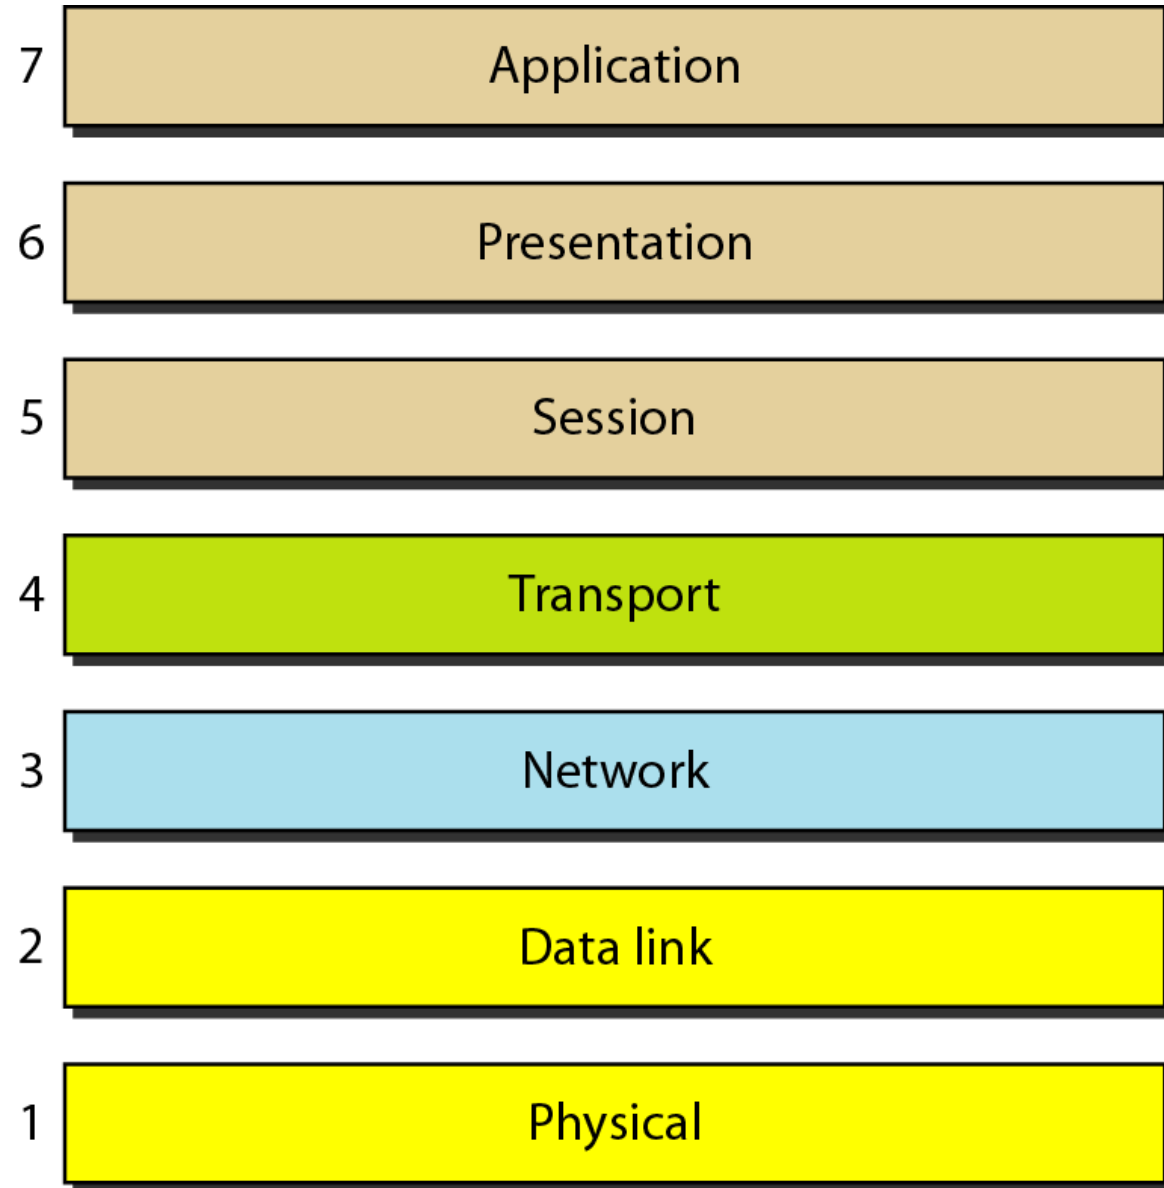 7 Application
6 Presentation
5 Session
4 Transport
3 Network
2 Data link
1 Physical